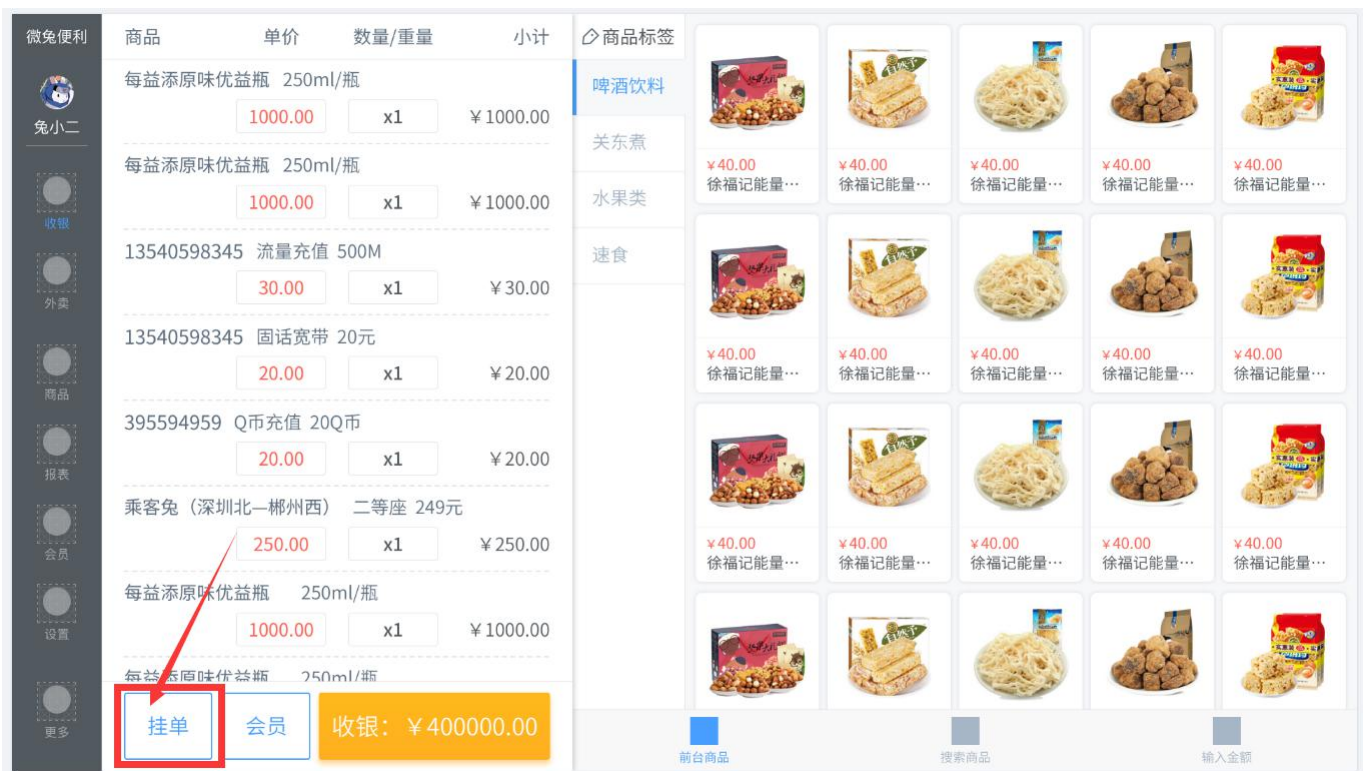 微兔便利
兔小二
收银
外卖
商品
报表
会员
设置
更多
商品 单价 数量/重量 小计
每益添原味优益瓶 250ml/瓶
1000.00 x1 ￥1000.00
每益添原味优益瓶 250ml/瓶
1000.00 x1 ￥1000.00
13540598345 流量充值 500M
30.00 x1 ￥30.00
13540598345 固话宽带 20元
20.00 x1 ￥20.00
395594959 Q币充值 20Q币
20.00 x1 ￥20.00
乘客兔（深圳北—郴州西） 二等座 249元
250.00 x1 ￥250.00
每益添原味优益瓶 250ml/瓶
1000.00 x1 ￥1000.00
每益添原味优益瓶 250ml/瓶
挂单 会员 收银：￥400000.00
商品标签
啤酒饮料
关东煮
水果类
速食
￥40.00 ￥40.00 ￥40.00 ￥40.00 ￥40.00
徐福记能量… 徐福记能量… 徐福记能量… 徐福记能量… 徐福记能量…
￥40.00 ￥40.00 ￥40.00 ￥40.00 ￥40.00
徐福记能量… 徐福记能量… 徐福记能量… 徐福记能量… 徐福记能量…
￥40.00 ￥40.00 ￥40.00 ￥40.00 ￥40.00
徐福记能量… 徐福记能量… 徐福记能量… 徐福记能量… 徐福记能量…
前台商品 搜索商品 输入金额